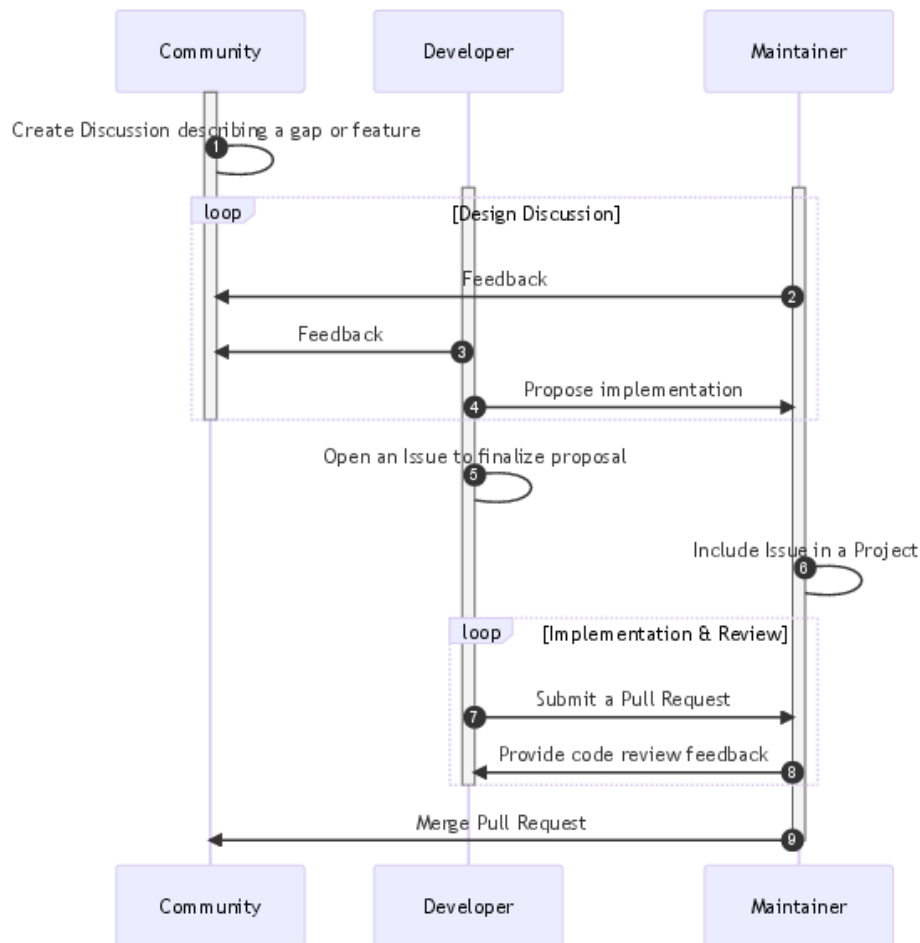 Community Developer Maintainer
Create Discussion describing a gap or feature
1
loop [Design Discussion]
Feedback
2
Feedback
3
Propose implementation
4
Open an Issue to finalize proposal
5
Include Issue in a Project
6
loop [Implementation & Review]
Submit a Pull Request
7
Provide code review feedback
8
Merge Pull Request
9
Community Developer Maintainer